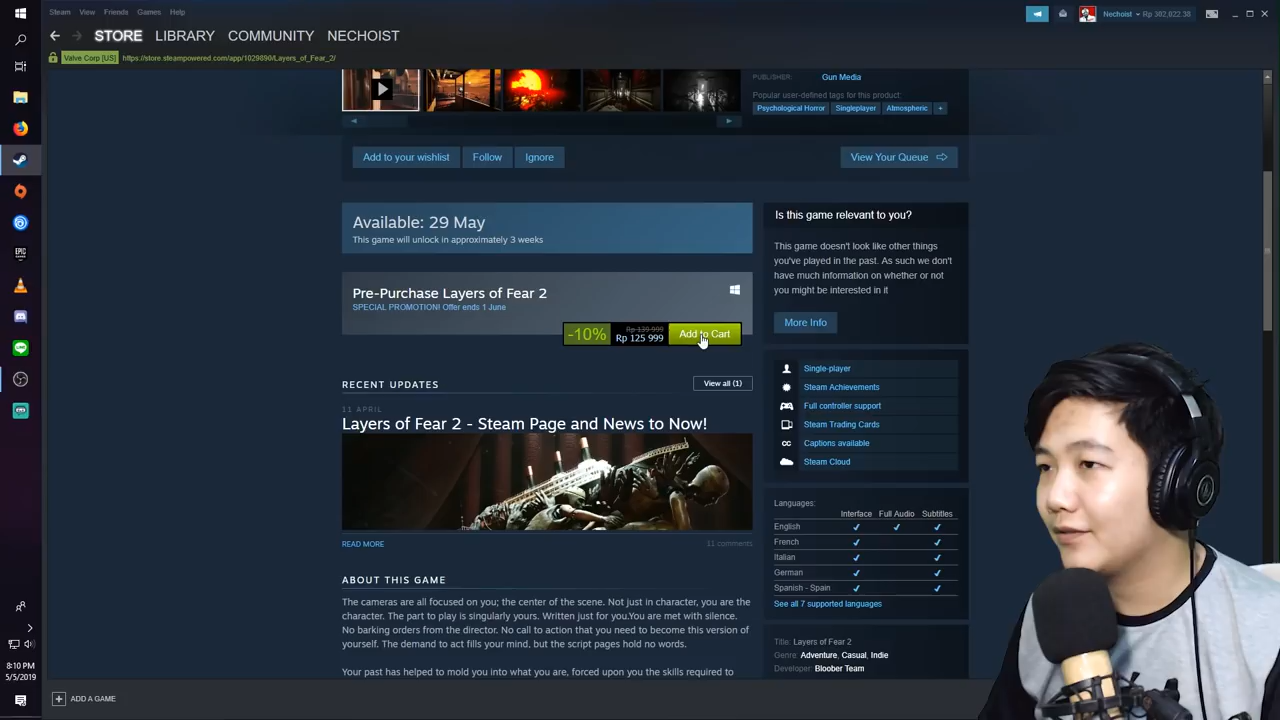 Steam View Friends Games Help
Nechoist Rp 302,022.38
STORE LIBRARY COMMUNITY NECHOIST
Valve Corp [US] https://store.steampowered.com/app/1029890/Layers_of_Fear_2/
PUBLISHER: Gun Media
Popular user-defined tags for this product:
Psychological Horror Singleplayer Atmospheric +
Add to your wishlist Follow Ignore View Your Queue
Available: 29 May
This game will unlock in approximately 3 weeks
Pre-Purchase Layers of Fear 2
SPECIAL PROMOTION! Offer ends 1 June
-10% Rp 139 999 Rp 125 999 Add to Cart
RECENT UPDATES View all (1)
11 APRIL
Layers of Fear 2 - Steam Page and News to Now!
READ MORE 11 comments
ABOUT THIS GAME
The cameras are all focused on you; the center of the scene. Not just in character, you are the
character. The part to play is singularly yours. Written just for you.You are met with silence.
No barking orders from the director. No call to action that you need to become this version of
yourself. The demand to act fills your mind, but the script pages hold no words.
Your past has helped to mold you into what you are, forced upon you the skills required to
Is this game relevant to you?
This game doesn't look like other things
you've played in the past. As such we don't
have much information on whether or not
you might be interested in it
More Info
Single-player
Steam Achievements
Full controller support
Steam Trading Cards
CC Captions available
Steam Cloud
Languages:
Interface Full Audio Subtitles
English
French
Italian
German
Spanish - Spain
See all 7 supported languages
Title: Layers of Fear 2
Genre: Adventure, Casual, Indie
Developer: Bloober Team
EPIC
LINE
8:10 PM
5/5/2019
+ ADD A GAME